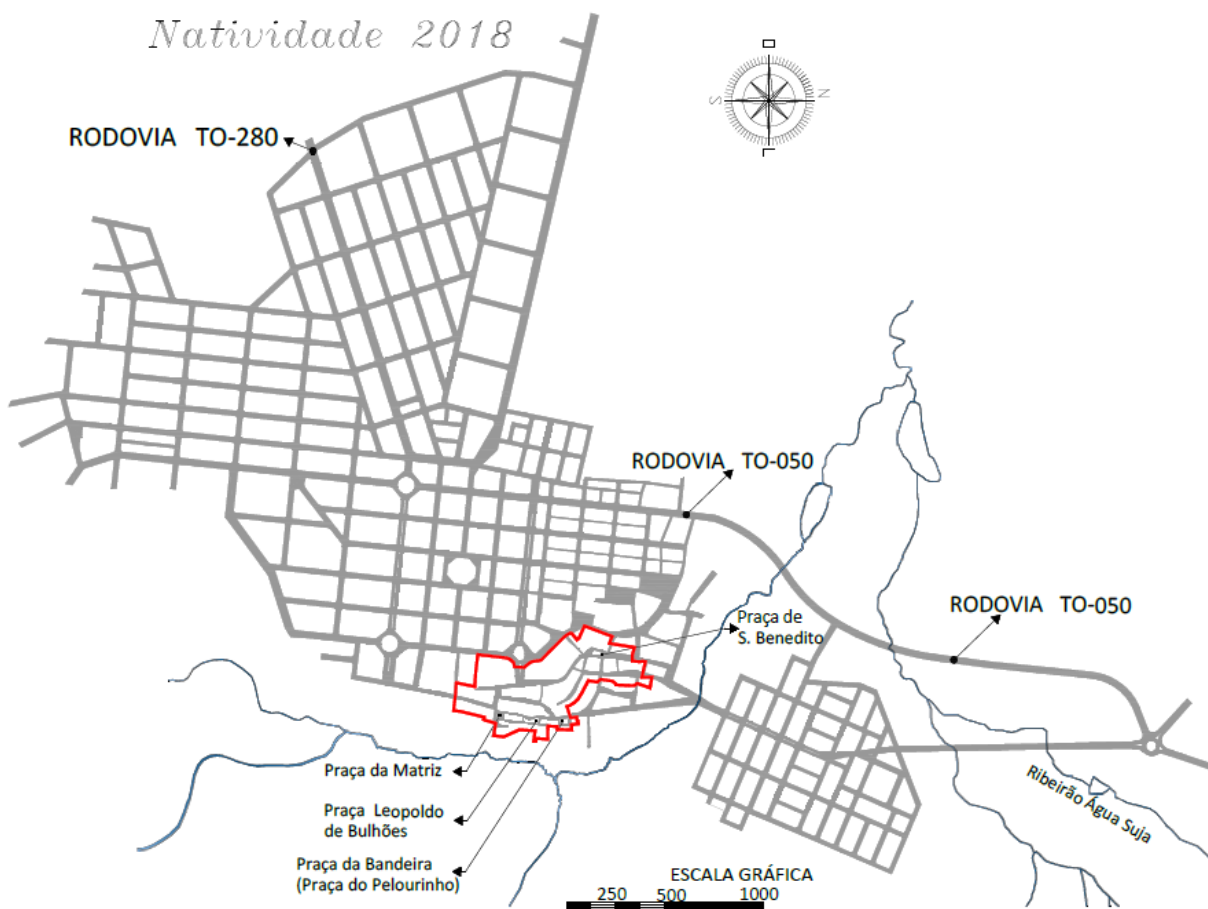 Natividade 2018
O
S
N
L
RODOVIA TO-280
RODOVIA TO-050
RODOVIA TO-050
Praça de
S. Benedito
Praça da Matriz
Praça Leopoldo
de Bulhões
Praça da Bandeira
(Praça do Pelourinho)
Ribeirão Água Suja
ESCALA GRÁFICA
250 500 1000